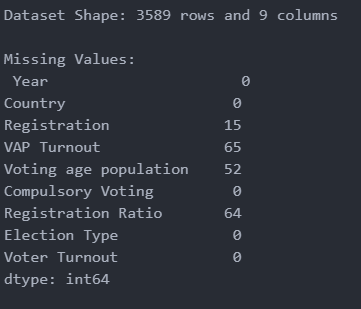 Dataset Shape: 3589 rows and 9 columns
Missing Values:
Year 0
Country 0
Registration 15
VAP Turnout 65
Voting age population 52
Compulsory Voting 0
Registration Ratio 64
Election Type 0
Voter Turnout 0
dtype: int64